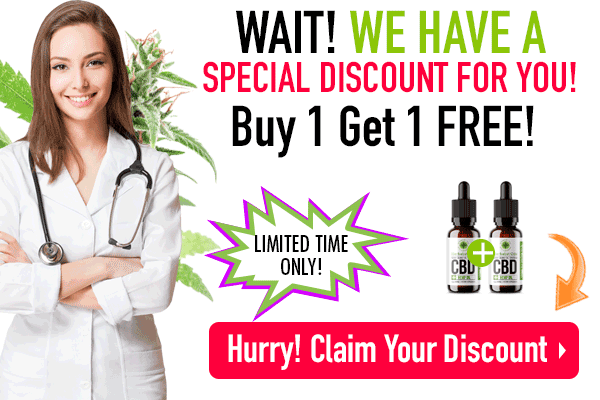 WAIT! WE HAVE A
SPECIAL DISCOUNT FOR YOU!
Buy 1 Get 1 FREE!
LIMITED TIME
ONLY!
CBD CBD
Hurry! Claim Your Discount